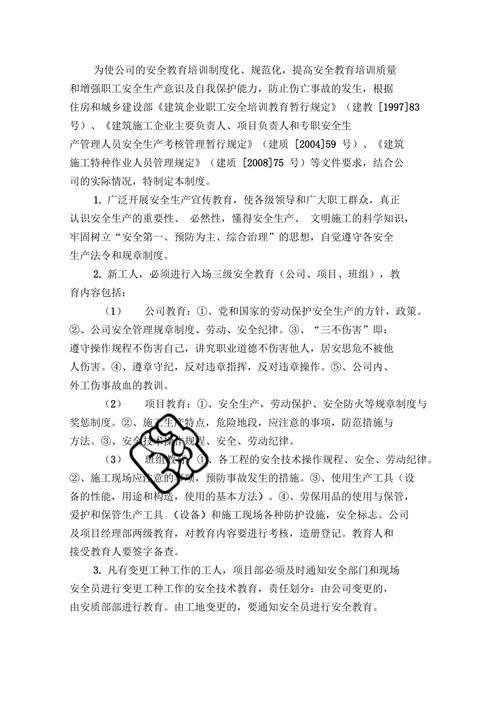 为使公司的安全教育培训制度化、规范化，提高安全教育培训质量
和增强职工安全生产意识及自我保护能力，防止伤亡事故的发生，根据
住房和城乡建设部《建筑企业职工安全培训教育暂行规定》（建教 [1997]83
号）、《建筑施工企业主要负责人、项目负责人和专职安全生
产管理人员安全生产考核管理暂行规定》（建质 [2004]59 号）、《建筑
施工特种作业人员管理规定》（建质 [2008]75 号）等文件要求，结合公
司的实际情况，特制定本制度。
1. 广泛开展安全生产宣传教育，使各级领导和广大职工群众，真正
认识安全生产的重要性、 必然性，懂得安全生产、 文明施工的科学知识，
牢固树立“安全第一、预防为主、综合治理”的思想，自觉遵守各安全
生产法令和规章制度。
2. 新工人，必须进行入场三级安全教育（公司、项目、班组），教
育内容包括：
（1） 公司教育：①、党和国家的劳动保护安全生产的方针，政策。
②、公司安全管理规章制度、劳动、安全纪律。③、“三不伤害”即：
遵守操作规程不伤害自己，讲究职业道德不伤害他人，居安思危不被他
人伤害。④、遵章守纪，反对违章指挥，反对违章操作。⑤、公司内、
外工伤事故血的教训。
（2） 项目教育：①、安全生产，劳动保护、安全防火等规章制度与
奖惩制度。②、施工生产特点，危险地段，应注意的事项，防范措施与
方法。③、安全技术操作规程、安全、劳动纪律。
（3） 班组教育：①、各工程的安全技术操作规程、安全、劳动纪律。
②、施工现场应注意的事项，预防事故发生的措施。③、使用生产工具（设
备的性能，用途和构造，使用的基本方法）。④、劳保用品的使用与保管，
爱护和保管生产工具 （设备）和施工现场各种防护设施，安全标志。公司
及项目经理部两级教育，对教育内容要进行考核，造册登记。教育人和
接受教育人要签字备查。
3. 凡有变更工种工作的工人，项目部必须及时通知安全部门和现场
安全员进行变更工种工作的安全技术教育，责任划分：由公司变更的，
由安质部部进行教育。由工地变更的，要通知安全员进行安全教育。